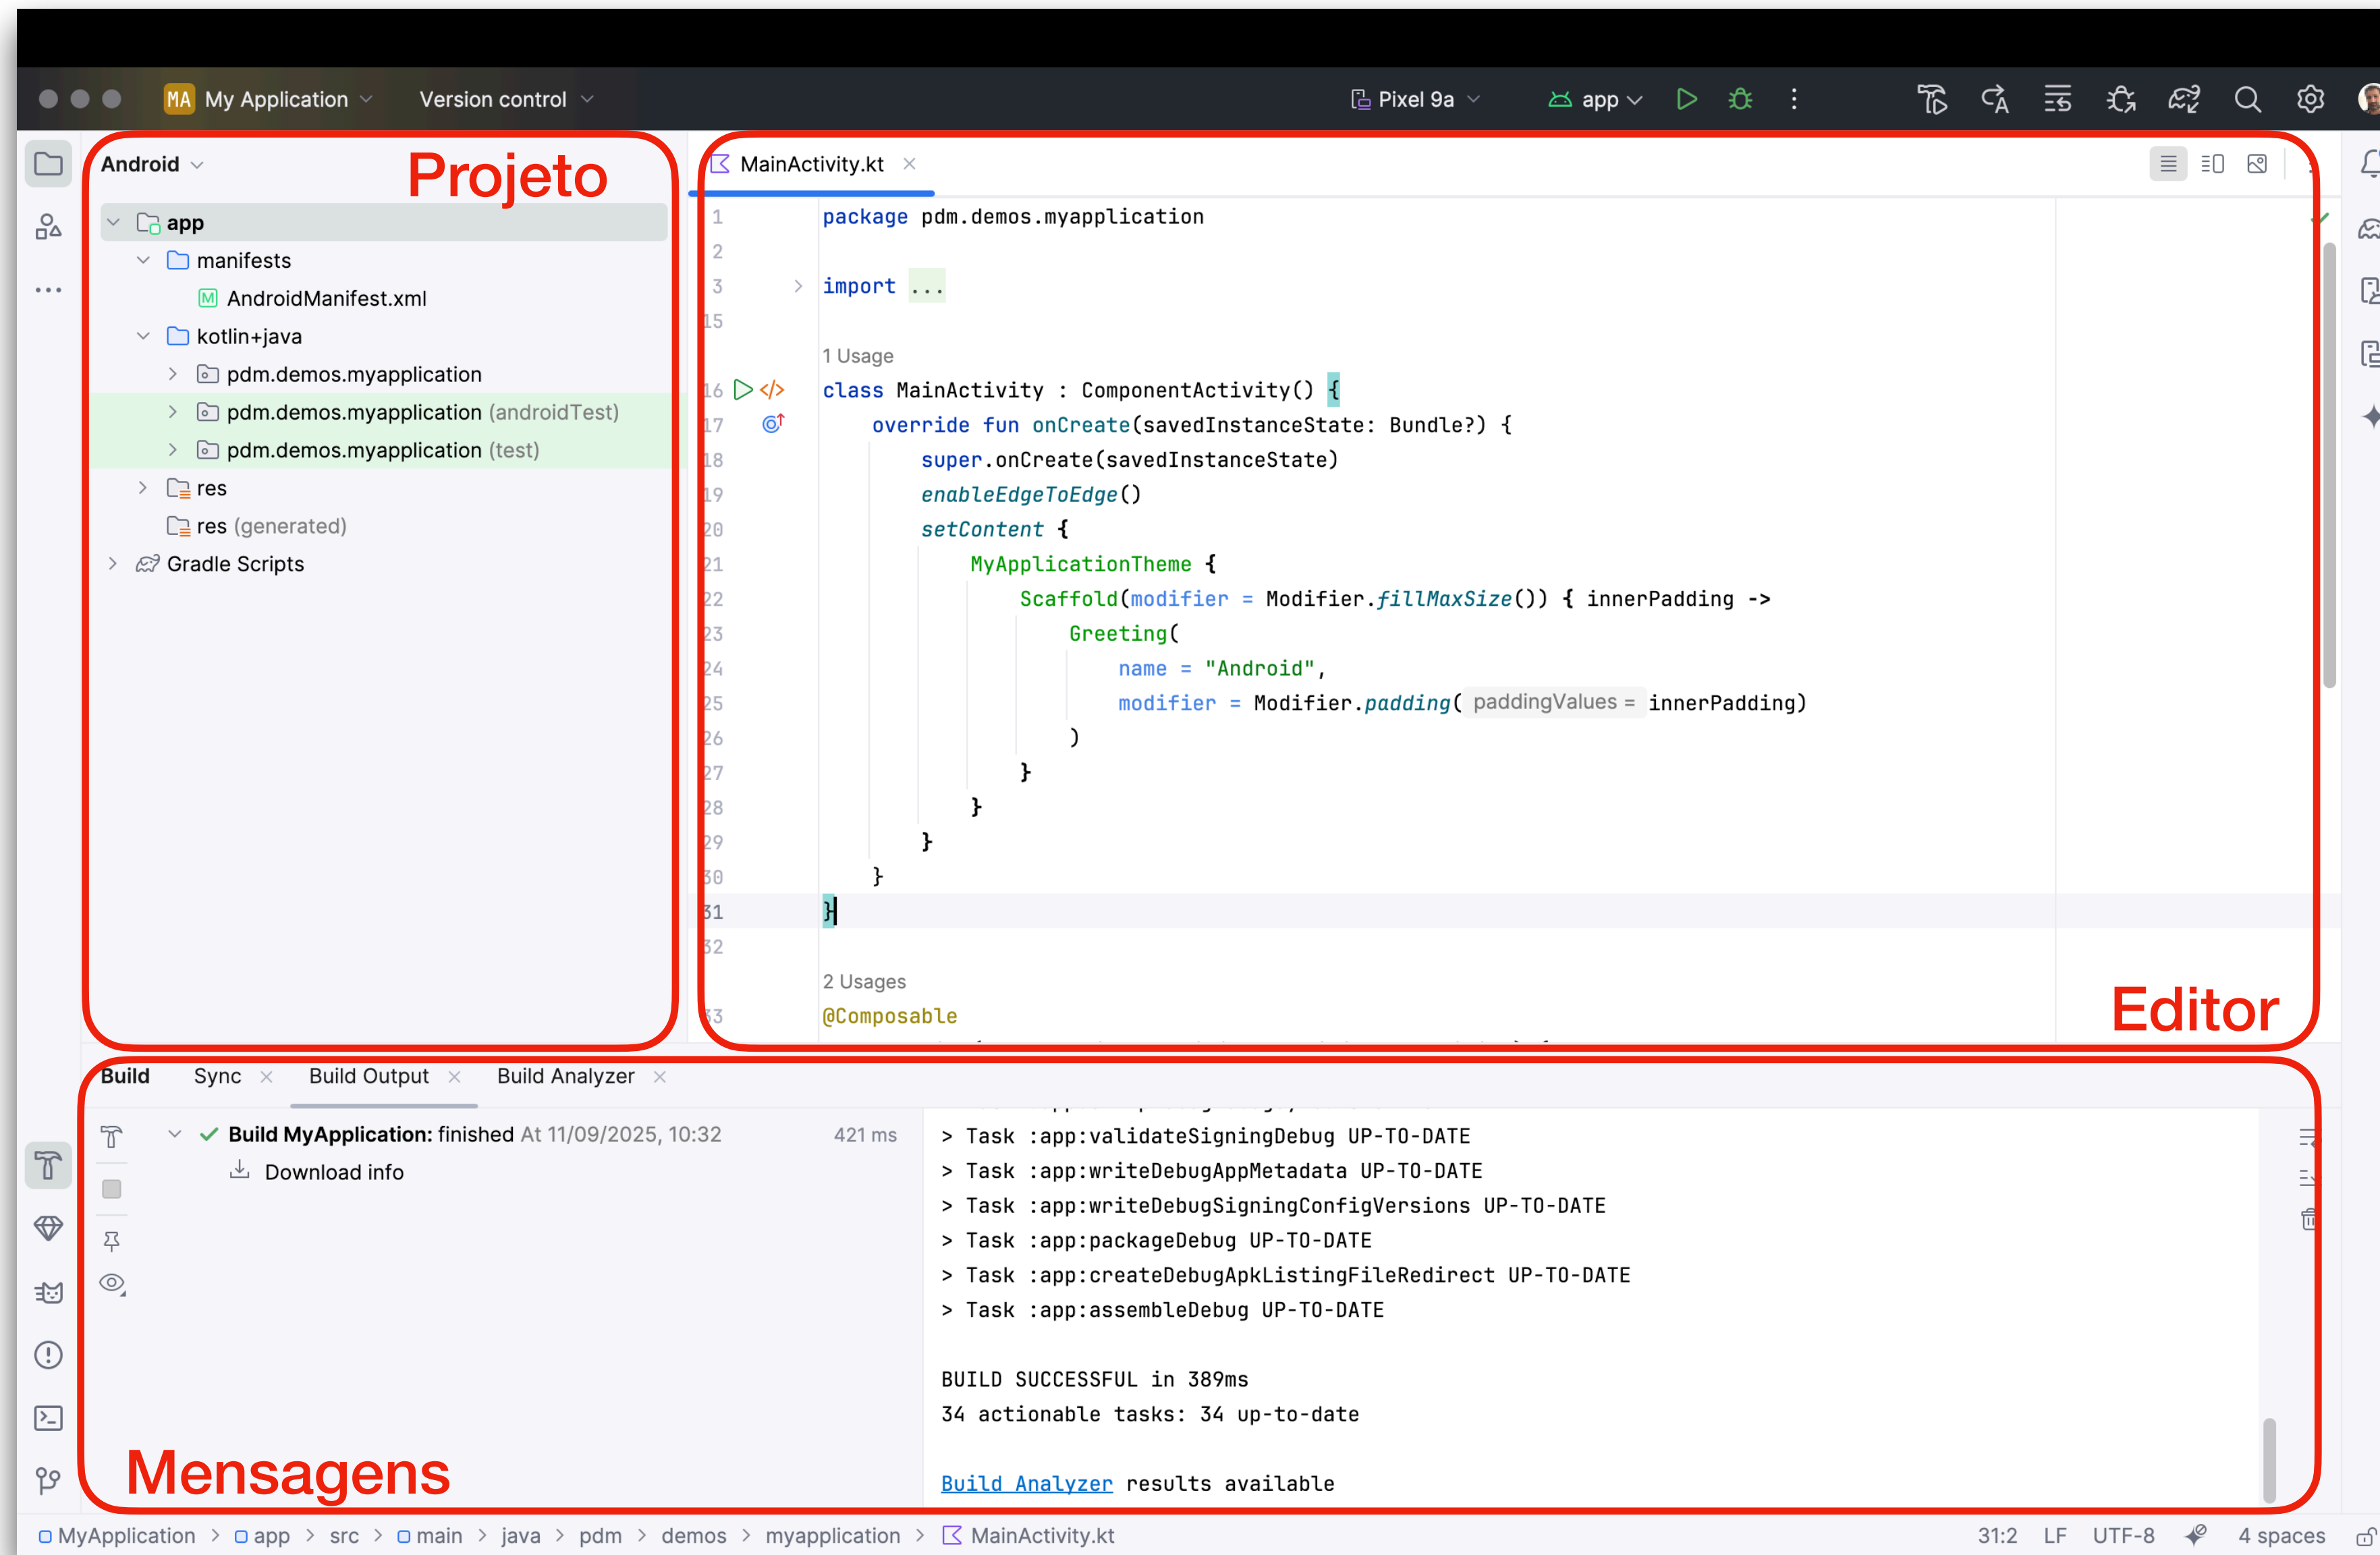 MA My Application Version control Pixel 9a app
Android
Projeto
app
manifests
AndroidManifest.xml
kotlin+java
pdm.demos.myapplication
pdm.demos.myapplication (androidTest)
pdm.demos.myapplication (test)
res
res (generated)
Gradle Scripts
MainActivity.kt
1 package pdm.demos.myapplication
2
3 import ...
15
1 Usage
16 class MainActivity : ComponentActivity() {
17 override fun onCreate(savedInstanceState: Bundle?) {
18 super.onCreate(savedInstanceState)
19 enableEdgeToEdge()
20 setContent {
21 MyApplicationTheme {
22 Scaffold(modifier = Modifier.fillMaxSize()) { innerPadding ->
23 Greeting(
24 name = "Android",
25 modifier = Modifier.padding( paddingValues = innerPadding)
26 )
27 }
28 }
29 }
30 }
31 }
32
2 Usages
33 @Composable
Editor
Build Sync Build Output Build Analyzer
Build MyApplication: finished At 11/09/2025, 10:32 421 ms
Download info
> Task :app:validateSigningDebug UP-TO-DATE
> Task :app:writeDebugAppMetadata UP-TO-DATE
> Task :app:writeDebugSigningConfigVersions UP-TO-DATE
> Task :app:packageDebug UP-TO-DATE
> Task :app:createDebugApkListingFileRedirect UP-TO-DATE
> Task :app:assembleDebug UP-TO-DATE
BUILD SUCCESSFUL in 389ms
34 actionable tasks: 34 up-to-date
Build Analyzer results available
Mensagens
MyApplication > app > src > main > java > pdm > demos > myapplication > MainActivity.kt 31:2 LF UTF-8 4 spaces